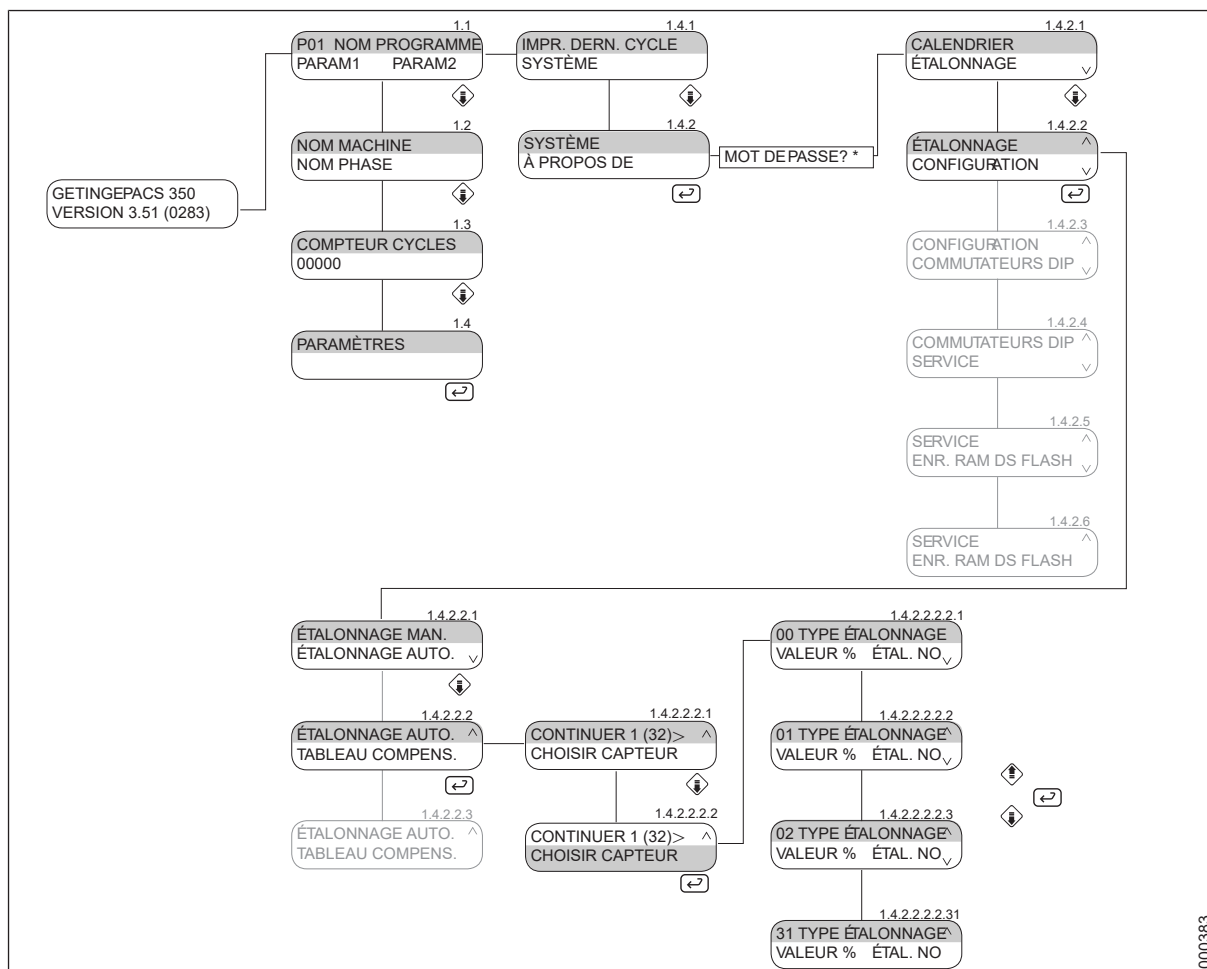 GETINGEPACS 350
VERSION 3.51 (0283)
1.1
P01 NOM PROGRAMME
PARAM1 PARAM2
1.2
NOM MACHINE
NOM PHASE
1.3
COMPTEUR CYCLES
00000
1.4
PARAMÈTRES
1.4.1
IMPR. DERN. CYCLE
SYSTÈME
1.4.2
SYSTÈME
À PROPOS DE
MOT DE PASSE? *
1.4.2.1
CALENDRIER
ÉTALONNAGE
1.4.2.2
ÉTALONNAGE
CONFIGURATION
1.4.2.3
CONFIGURATION
COMMUTATEURS DIP
1.4.2.4
COMMUTATEURS DIP
SERVICE
1.4.2.5
SERVICE
ENR. RAM DS FLASH
1.4.2.6
SERVICE
ENR. RAM DS FLASH
1.4.2.2.1
ÉTALONNAGE MAN.
ÉTALONNAGE AUTO.
1.4.2.2.2
ÉTALONNAGE AUTO.
TABLEAU COMPENS.
1.4.2.2.3
ÉTALONNAGE AUTO.
TABLEAU COMPENS.
1.4.2.2.2.1
CONTINUER 1 (32)>
CHOISIR CAPTEUR
1.4.2.2.2.2
CONTINUER 1 (32)>
CHOISIR CAPTEUR
1.4.2.2.2.2.1
00 TYPE ÉTALONNAGE
VALEUR % ÉTAL. NO
1.4.2.2.2.2.2
01 TYPE ÉTALONNAGE
VALEUR % ÉTAL. NO
1.4.2.2.2.2.3
02 TYPE ÉTALONNAGE
VALEUR % ÉTAL. NO
1.4.2.2.2.2.31
31 TYPE ÉTALONNAGE
VALEUR % ÉTAL. NO
000383